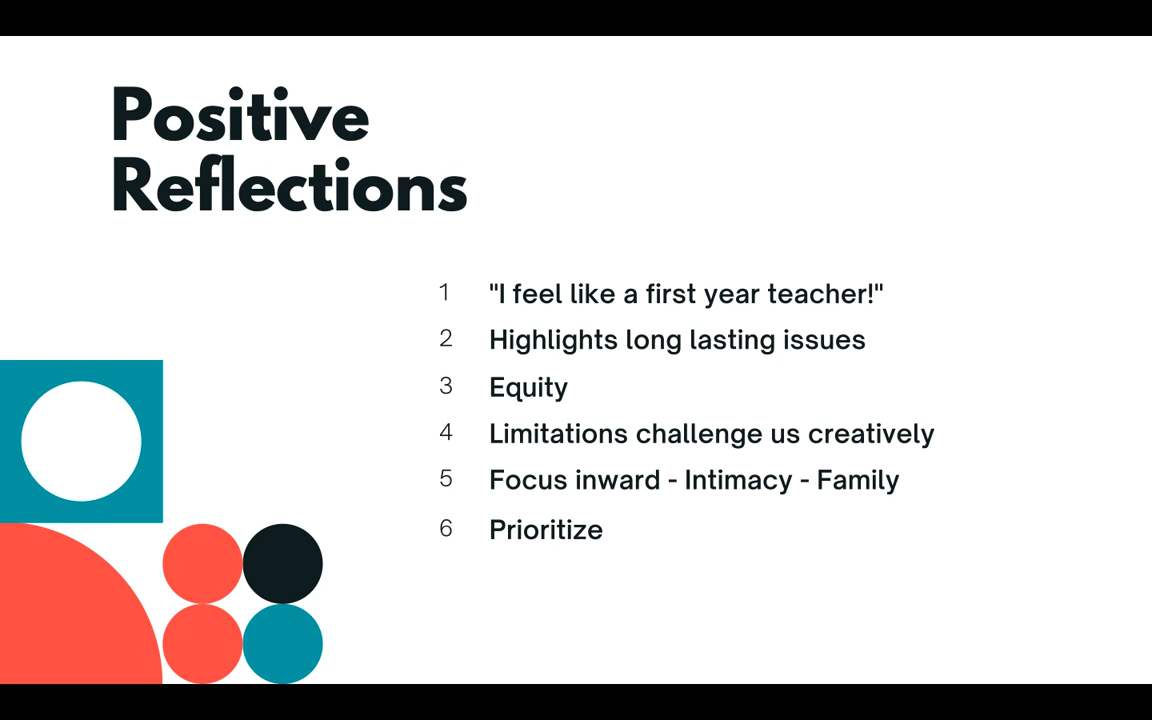 Positive
Reflections
1 "I feel like a first year teacher!"
2 Highlights long lasting issues
3 Equity
4 Limitations challenge us creatively
5 Focus inward - Intimacy - Family
6 Prioritize